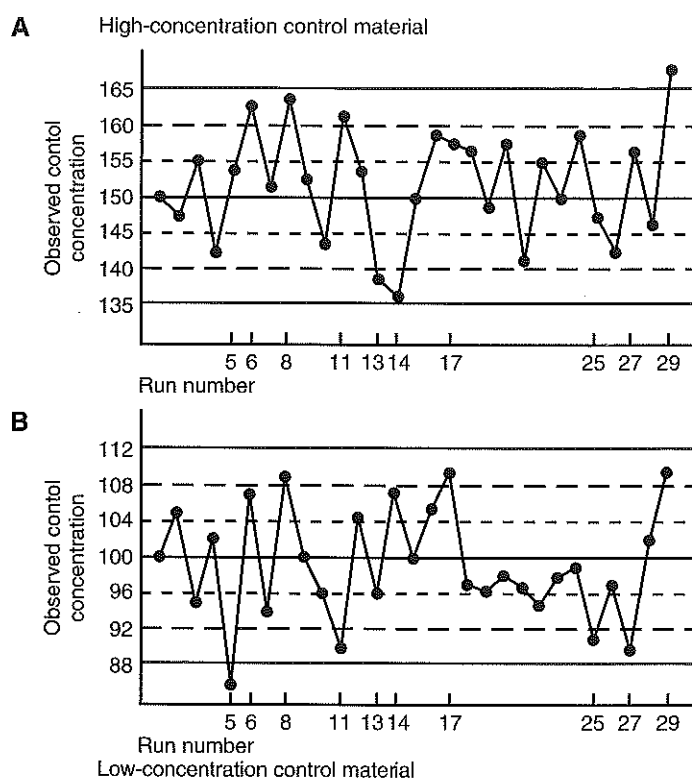 A
High-concentration control material
Observed contol
concentration
165
160
155
150
145
140
135
5 6 8 11 13 14 17 25 27 29
Run number
B
Observed contol
concentration
112
108
104
100
96
92
88
5 6 8 11 13 14 17 25 27 29
Run number
Low-concentration control material